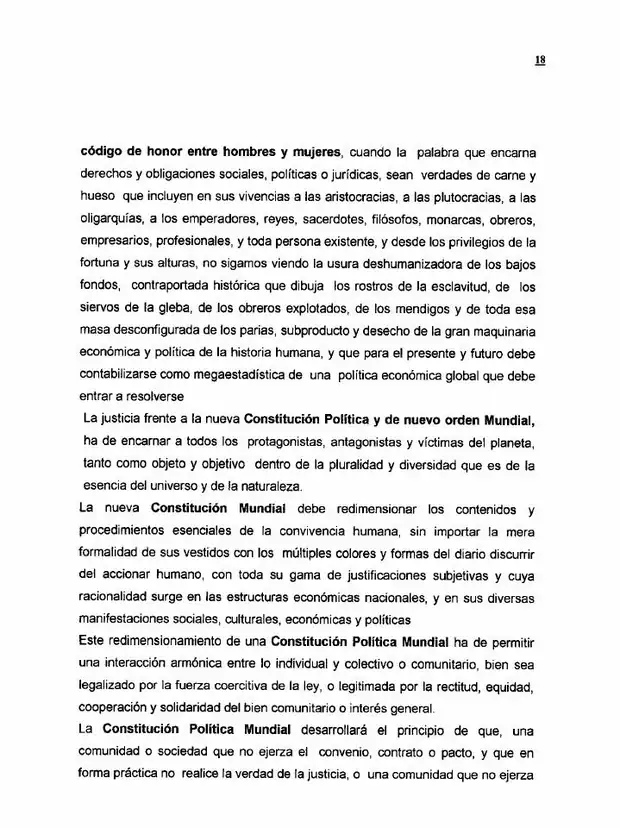 18
código de honor entre hombres y mujeres, cuando la palabra que encarna
derechos y obligaciones sociales, políticas o jurídicas, sean verdades de carne y
hueso que incluyen en sus vivencias a las aristocracias, a las plutocracias, a las
oligarquías, a los emperadores, reyes, sacerdotes, filósofos, monarcas, obreros,
empresarios, profesionales, y toda persona existente, y desde los privilegios de la
fortuna y sus alturas, no sigamos viendo la usura deshumanizadora de los bajos
fondos, contraportada histórica que dibuja los rostros de la esclavitud, de los
siervos de la gleba, de los obreros explotados, de los mendigos y de toda esa
masa desconfigurada de los parias, subproducto y desecho de la gran maquinaria
económica y política de la historia humana, y que para el presente y futuro debe
contabilizarse como megaestadística de una política económica global que debe
entrar a resolverse
La justicia frente a la nueva Constitución Política y de nuevo orden Mundial,
ha de encarnar a todos los protagonistas, antagonistas y víctimas del planeta,
tanto como objeto y objetivo dentro de la pluralidad y diversidad que es de la
esencia del universo y de la naturaleza.
La nueva Constitución Mundial debe redimensionar los contenidos y
procedimientos esenciales de la convivencia humana, sin importar la mera
formalidad de sus vestidos con los múltiples colores y formas del diario discurrir
del accionar humano, con toda su gama de justificaciones subjetivas y cuya
racionalidad surge en las estructuras económicas nacionales, y en sus diversas
manifestaciones sociales, culturales, económicas y políticas
Este redimensionamiento de una Constitución Política Mundial ha de permitir
una interacción armónica entre lo individual y colectivo o comunitario, bien sea
legalizado por la fuerza coercitiva de la ley, o legitimada por la rectitud, equidad,
cooperación y solidaridad del bien comunitario o interés general.
La Constitución Política Mundial desarrollará el principio de que, una
comunidad o sociedad que no ejerza el convenio, contrato o pacto, y que en
forma práctica no realice la verdad de la justicia, o una comunidad que no ejerza